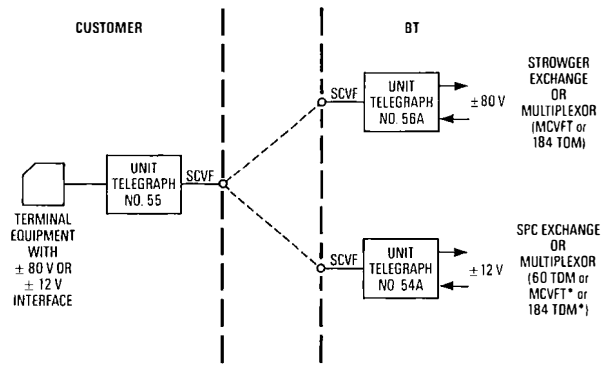 CUSTOMER
BT
UNIT
TELEGRAPH
NO. 55
SCVF
TERMINAL
EQUIPMENT
WITH
± 80 V OR
± 12 V
INTERFACE
SCVF
UNIT
TELEGRAPH
NO. 56A
± 80 V
STROWGER
EXCHANGE
OR
MULTIPLEXOR
(MCVFT or
184 TDM)
SCVF
UNIT
TELEGRAPH
NO 54A
± 12 V
SPC EXCHANGE
OR
MULTIPLEXOR
(60 TDM or
MCVFT* or
184 TDM*)